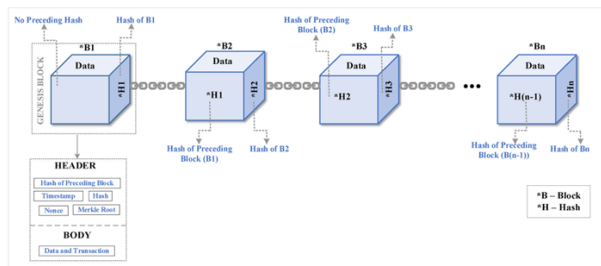 No Preceding Hash
Hash of B1
*B1
Data
*H1
GENESIS BLOCK
*B2
Data
*H1
*H2
Hash of Preceding
Block (B1)
Hash of B2
Hash of Preceding
Block (B2)
Hash of B3
*B3
Data
*H2
*H3
*Bn
Data
*H(n-1)
*Hn
Hash of Preceding
Block (B(n-1))
Hash of Bn
HEADER
Hash of Preceding Block
Timestamp
Hash
Nonce
Merkle Root
BODY
Data and Transaction
*B – Block
*H – Hash